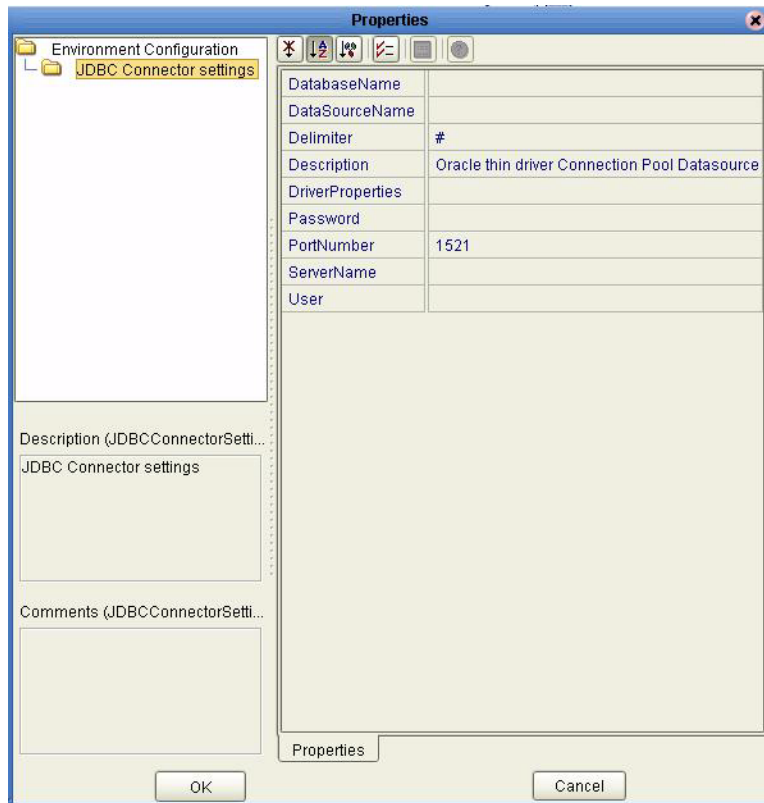 Properties
Environment Configuration
JDBC Connector settings
DatabaseName
DataSourceName
Delimiter #
Description Oracle thin driver Connection Pool Datasource
DriverProperties
Password
PortNumber 1521
ServerName
User
Description (JDBCConnectorSetti...
JDBC Connector settings
Comments (JDBCConnectorSetti...
Properties
OK Cancel